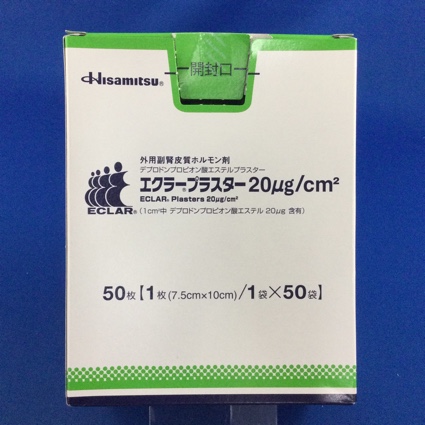 Hisamitsu®
開封口
外用副腎皮質ホルモン剤
デプロドンプロピオン酸エステルプラスター
エクラー®プラスター20μg/cm²
ECLAR® Plasters 20μg/cm²
ECLAR®
(1cm²中 デプロドンプロピオン酸エステル 20μg 含有)
50枚【1枚(7.5cm×10cm)/1袋×50袋】